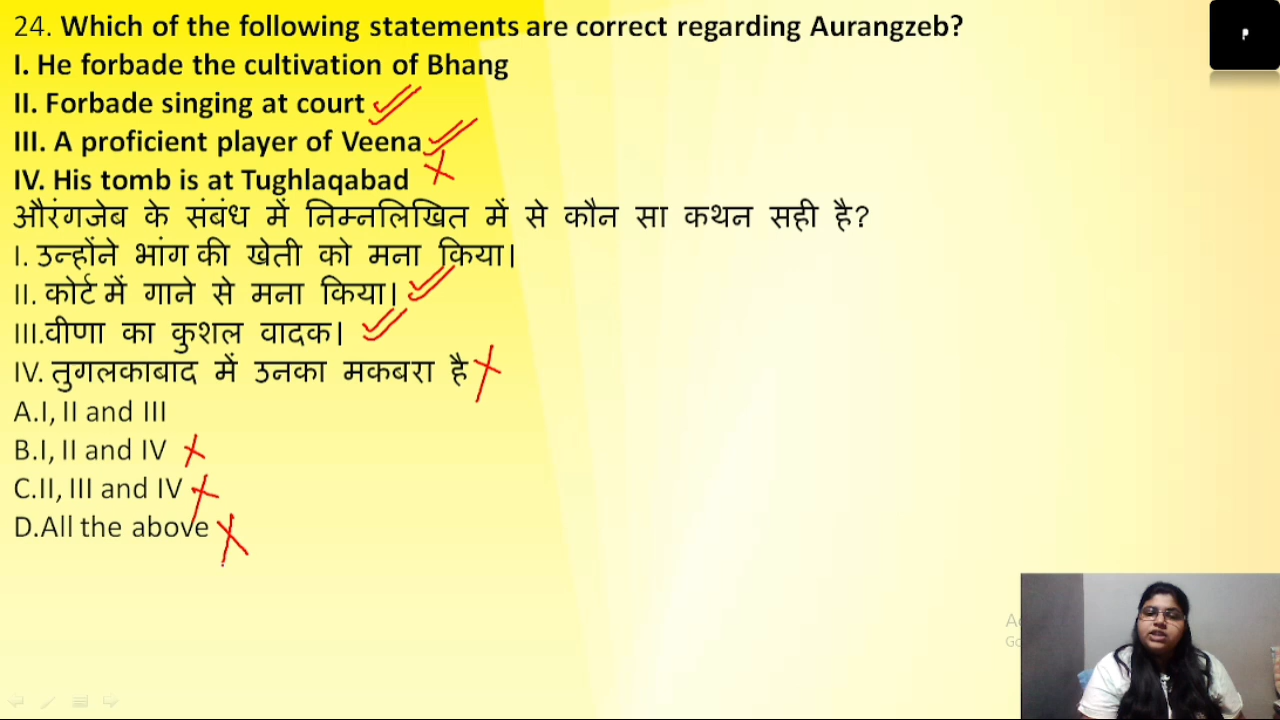 24. Which of the following statements are correct regarding Aurangzeb?
I. He forbade the cultivation of Bhang
II. Forbade singing at court
III. A proficient player of Veena
IV. His tomb is at Tughlaqabad
औरंगजेब के संबंध में निम्नलिखित में से कौन सा कथन सही है?
I. उन्होंने भांग की खेती को मना किया।
II. कोर्ट में गाने से मना किया।
III.वीणा का कुशल वादक।
IV. तुगलकाबाद में उनका मकबरा है
A.I, II and III
B.I, II and IV
C.II, III and IV
D.All the above